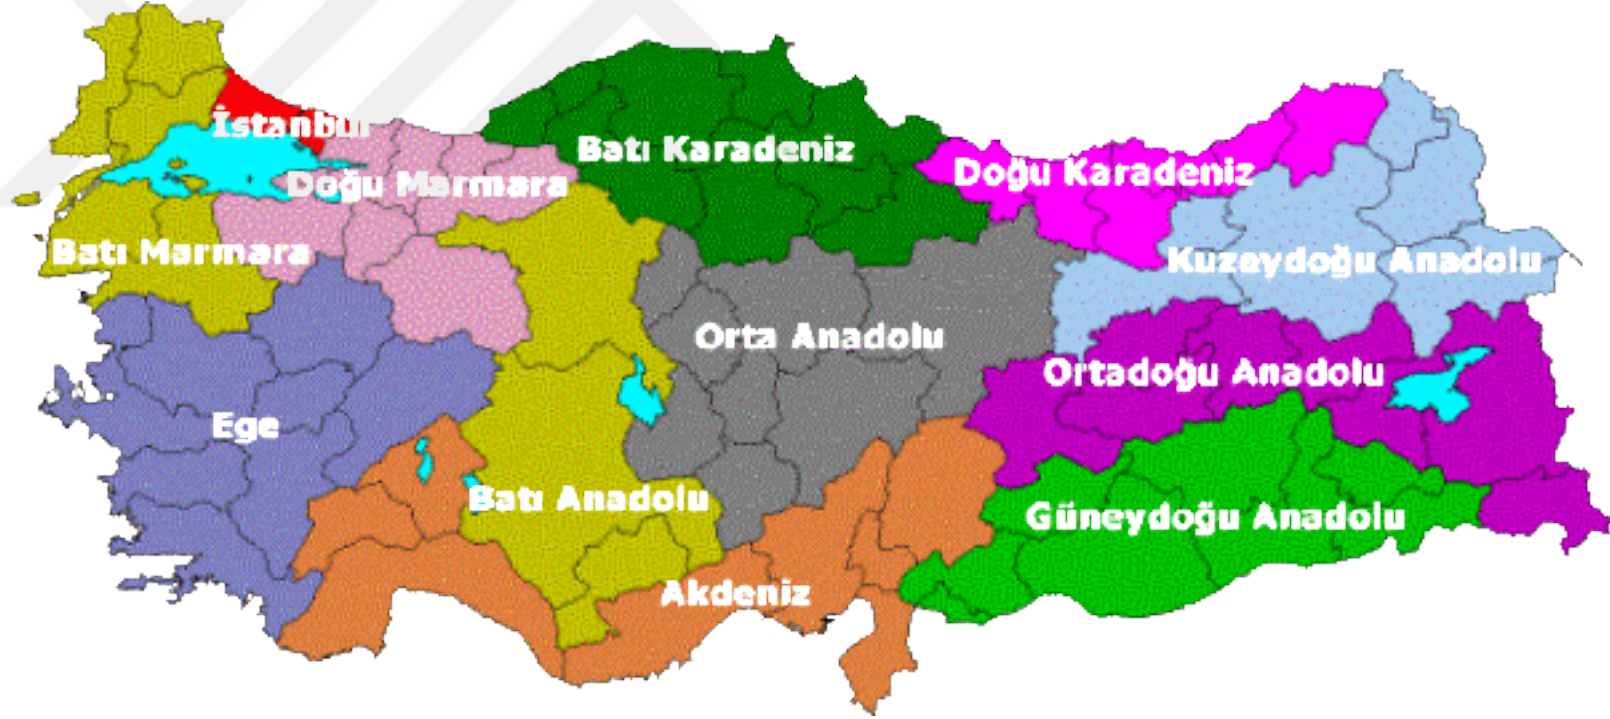 İstanbul
Batı Karadeniz
Doğu Karadeniz
Doğu Marmara
Batı Marmara
Kuzeydoğu Anadolu
Orta Anadolu
Ortadoğu Anadolu
Ege
Batı Anadolu
Güneydoğu Anadolu
Akdeniz